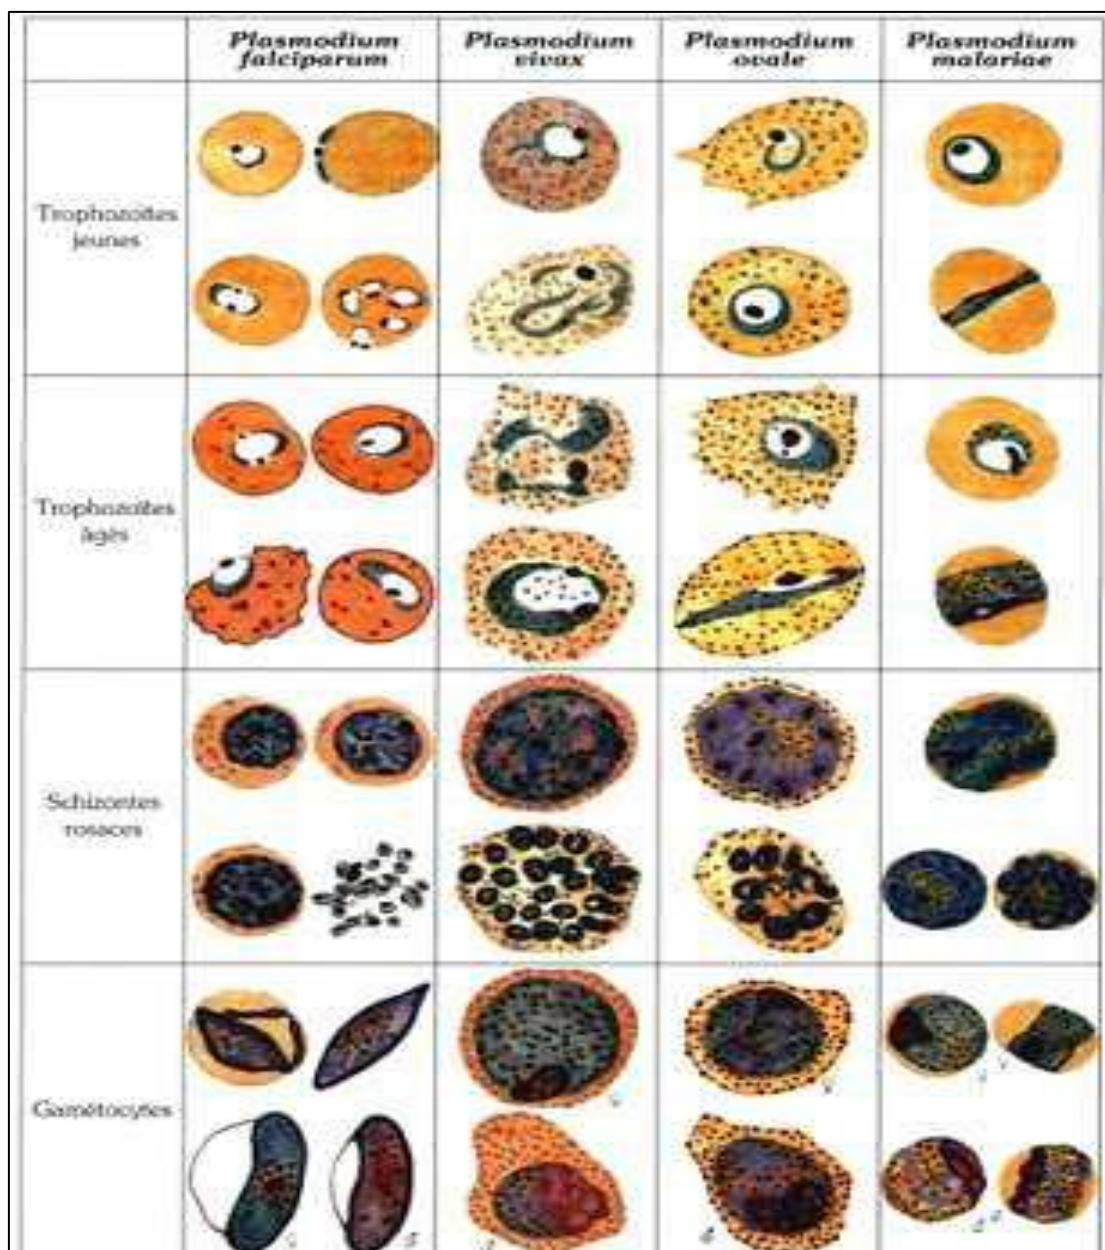 Plasmodium
falciparum
Plasmodium
vivax
Plasmodium
ovale
Plasmodium
malariae
Trophozoïtes
jeunes
Trophozoïtes
âgés
Schizontes
rosaces
Gamétocytes